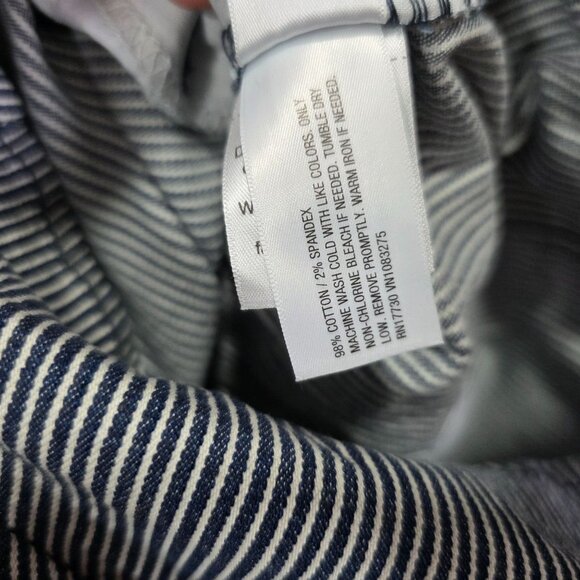 98% COTTON / 2% SPANDEX
MACHINE WASH COLD WITH LIKE COLORS. ONLY
NON-CHLORINE BLEACH IF NEEDED. TUMBLE DRY
LOW. REMOVE PROMPTLY. WARM IRON IF NEEDED.
RN17730 VN1083275